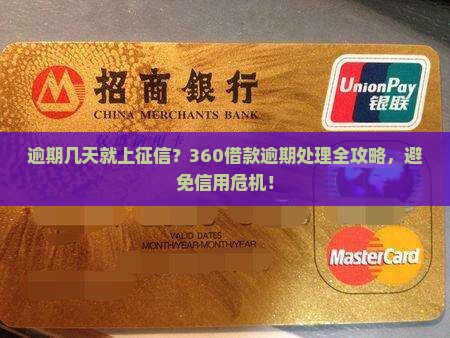 招商銀行
CHINA MERCHANTS BANK
UnionPay
银联
逾期几天就上征信？360借款逾期处理全攻略，避
免信用危机！
VALID DATES
MONTH/YEAR-MONTH/YEAR
MasterCard